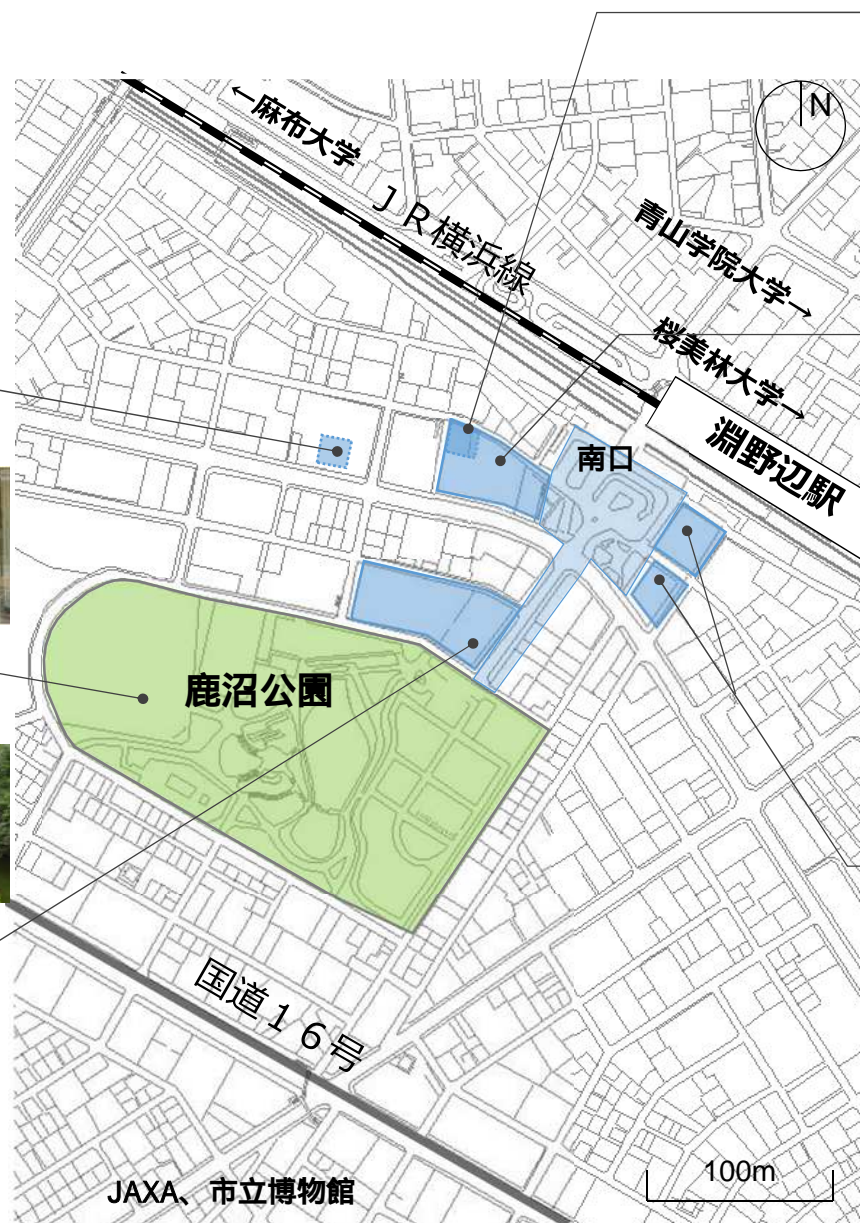 N
←麻布大学
ＪＲ横浜線
青山学院大学→
桜美林大学→
淵野辺駅
南口
鹿沼公園
国道１６号
JAXA、市立博物館
100m